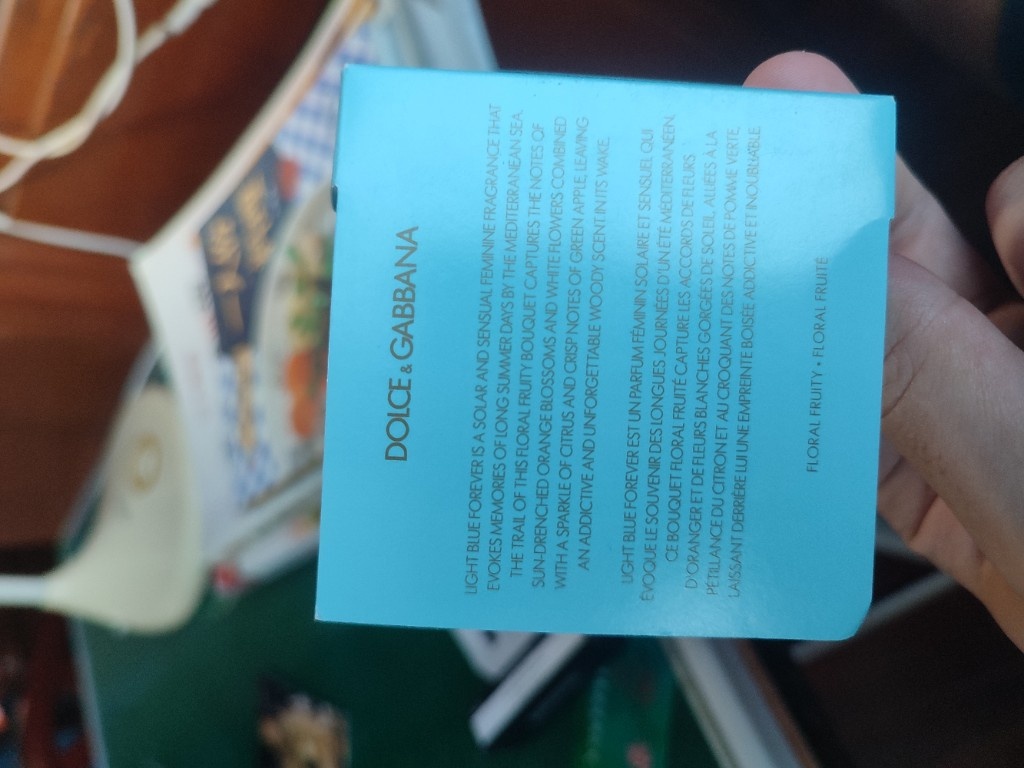 DOLCE & GABBANA
LIGHT BLUE FOREVER IS A SOLAR AND SENSUAL FEMININE FRAGRANCE THAT
EVOKES MEMORIES OF LONG SUMMER DAYS BY THE MEDITERRANEAN SEA.
THE TRAIL OF THIS FLORAL FRUITY BOUQUET CAPTURES THE NOTES OF
SUN-DRENCHED ORANGE BLOSSOMS AND WHITE FLOWERS COMBINED
WITH A SPARKLE OF CITRUS AND CRISP NOTES OF GREEN APPLE, LEAVING
AN ADDICTIVE AND UNFORGETTABLE WOODY SCENT IN ITS WAKE.
LIGHT BLUE FOREVER EST UN PARFUM FÉMININ SOLAIRE ET SENSUEL QUI
ÉVOQUE LE SOUVENIR DES LONGUES JOURNÉES D'UN ÉTÉ MÉDITERRANÉEN.
CE BOUQUET FLORAL FRUITÉ CAPTURE LES ACCORDS DE FLEURS
D'ORANGER ET DE FLEURS BLANCHES GORGÉES DE SOLEIL, ALLIÉES À LA
PÉTILLANCE DU CITRON ET AU CROQUANT DES NOTES DE POMME VERTE,
LAISSANT DERRIÈRE LUI UNE EMPREINTE BOISÉE ADDICTIVE ET INOUBLIABLE.
FLORAL FRUITY • FLORAL FRUITÉ